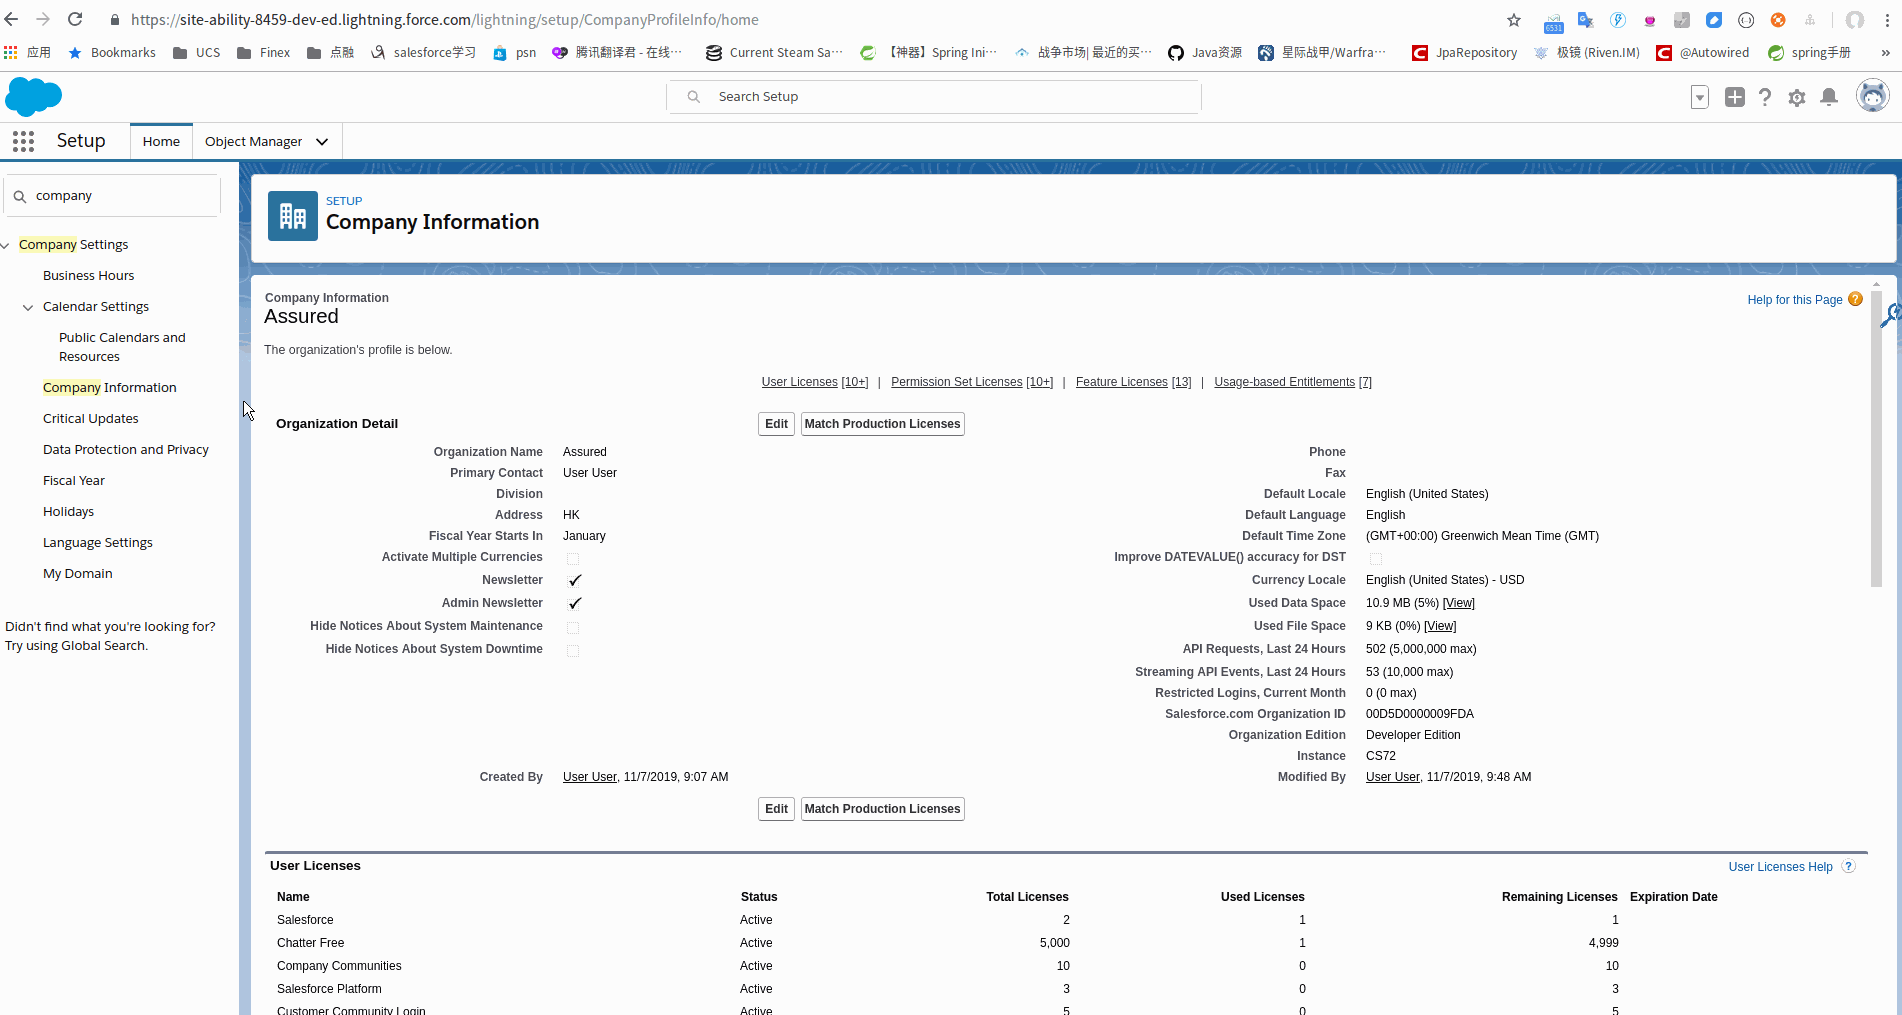 https://site-ability-8459-dev-ed.lightning.force.com/lightning/setup/CompanyProfileInfo/home
6531
应用 Bookmarks UCS Finex 点融 salesforce学习 psn 腾讯翻译君 - 在线… Current Steam Sa… 【神器】Spring Ini… 战争市场| 最近的买… Java资源 星际战甲/Warfra… JpaRepository 极镜 (Riven.IM) @Autowired spring手册 »
Search Setup
Setup Home Object Manager
company
Company Settings
Business Hours
Calendar Settings
Public Calendars and
Resources
Company Information
Critical Updates
Data Protection and Privacy
Fiscal Year
Holidays
Language Settings
My Domain
Didn't find what you're looking for?
Try using Global Search.
SETUP
Company Information
Company Information
Assured
Help for this Page ?
The organization's profile is below.
User Licenses [10+] | Permission Set Licenses [10+] | Feature Licenses [13] | Usage-based Entitlements [7]
Organization Detail Edit Match Production Licenses
Organization Name Assured Phone
Primary Contact User User Fax
Division Default Locale English (United States)
Address HK Default Language English
Fiscal Year Starts In January Default Time Zone (GMT+00:00) Greenwich Mean Time (GMT)
Activate Multiple Currencies Improve DATEVALUE() accuracy for DST
Newsletter ✓ Currency Locale English (United States) - USD
Admin Newsletter ✓ Used Data Space 10.9 MB (5%) [View]
Hide Notices About System Maintenance Used File Space 9 KB (0%) [View]
Hide Notices About System Downtime API Requests, Last 24 Hours 502 (5,000,000 max)
Streaming API Events, Last 24 Hours 53 (10,000 max)
Restricted Logins, Current Month 0 (0 max)
Salesforce.com Organization ID 00D5D0000009FDA
Organization Edition Developer Edition
Instance CS72
Created By User User, 11/7/2019, 9:07 AM Modified By User User, 11/7/2019, 9:48 AM
Edit Match Production Licenses
User Licenses User Licenses Help ?
Name Status Total Licenses Used Licenses Remaining Licenses Expiration Date
Salesforce Active 2 1 1
Chatter Free Active 5,000 1 4,999
Company Communities Active 10 0 10
Salesforce Platform Active 3 0 3
Customer Community Login Active 5 0 5